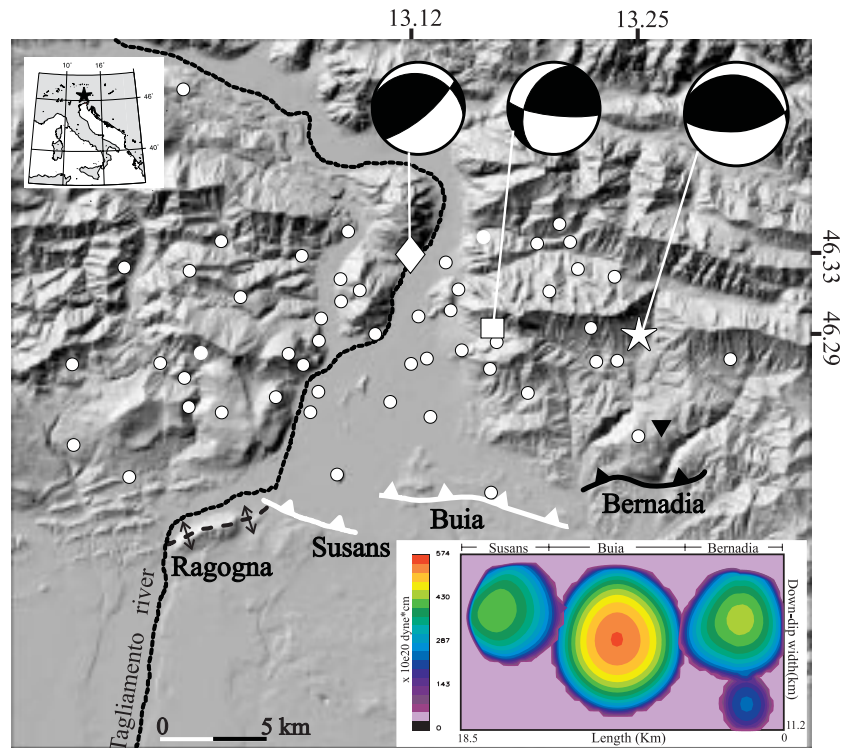 13.12 13.25
10° 16°
46°
40°
46.33
46.29
Bernadia
Buia
Susans
Ragogna
Tagliamento river
0 5 km
Susans Buia Bernadia
574
430
287
143
0
x 10e20 dyne*cm
Down-dip width(km)
11.2
18.5 Length (Km) 0